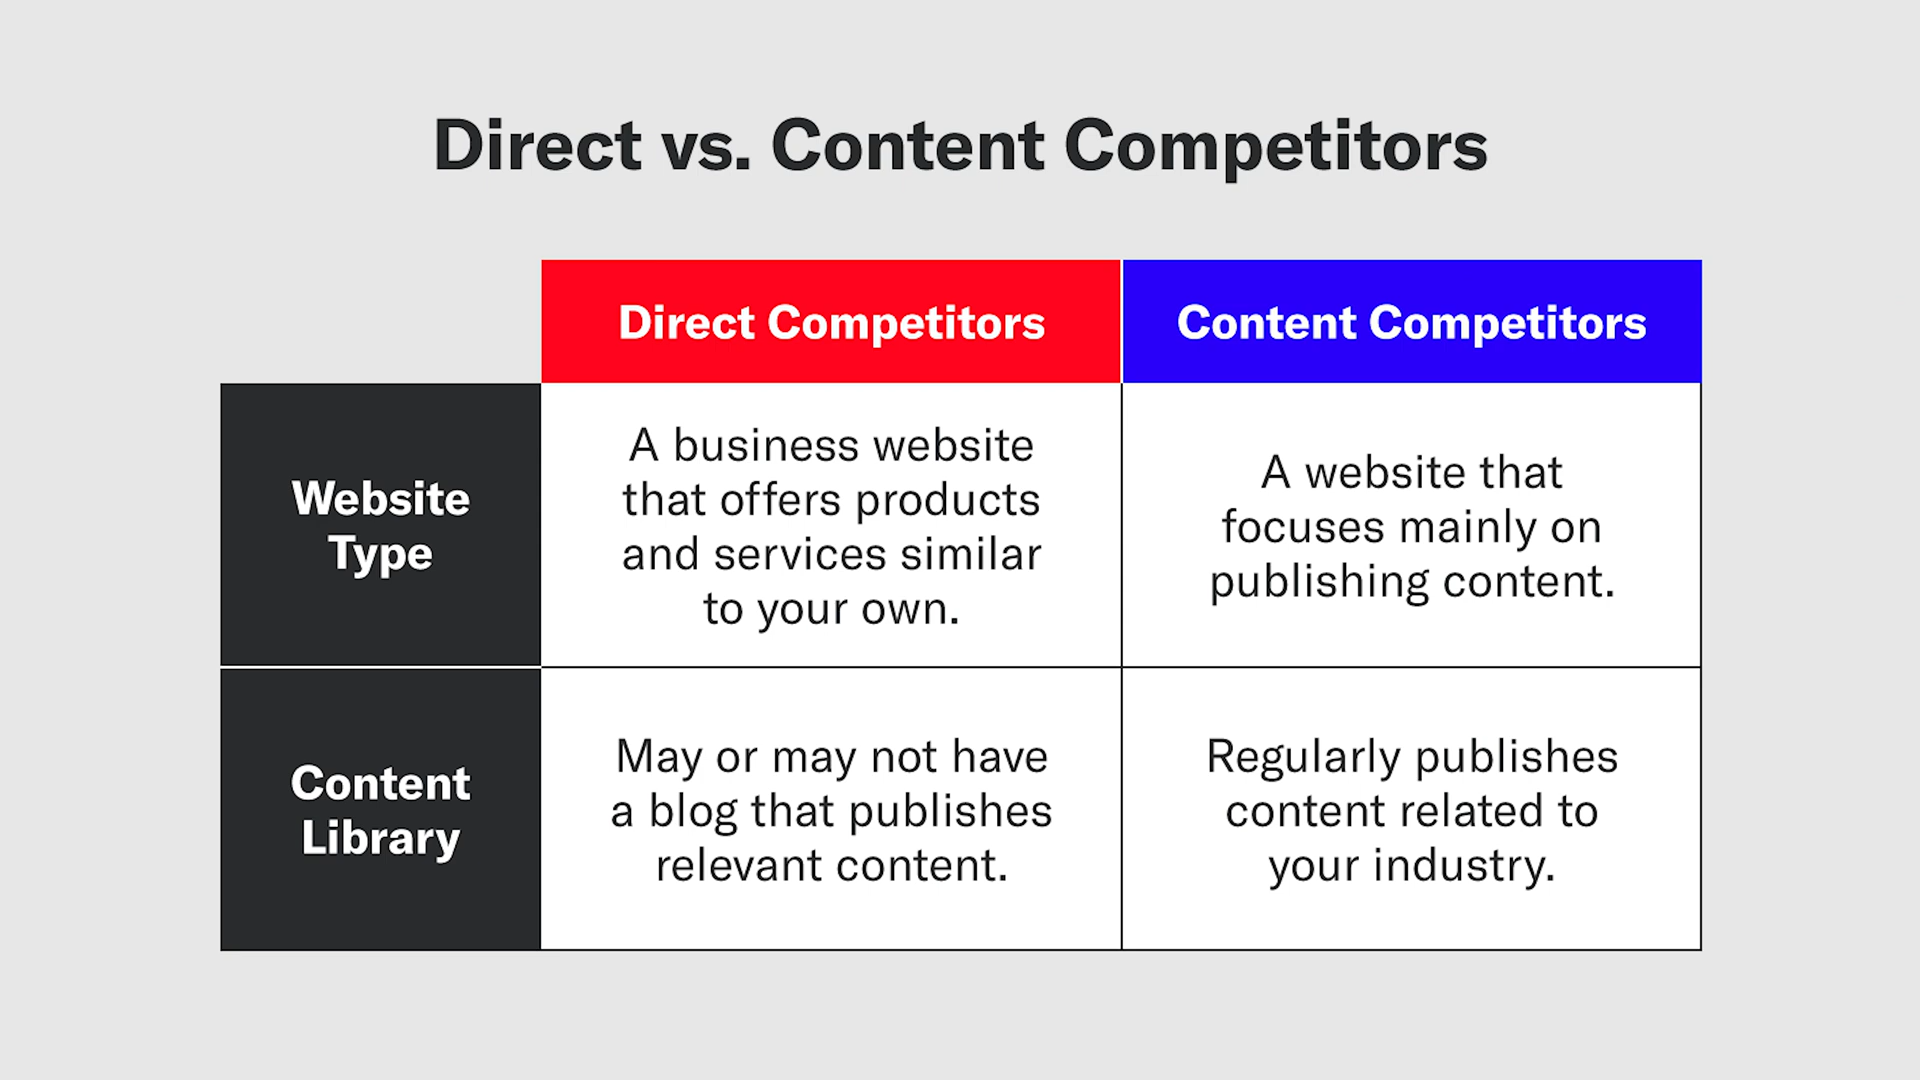 Direct vs. Content Competitors
Direct Competitors
Content Competitors
Website
Type
A business website
that offers products
and services similar
to your own.
A website that
focuses mainly on
publishing content.
Content
Library
May or may not have
a blog that publishes
relevant content.
Regularly publishes
content related to
your industry.